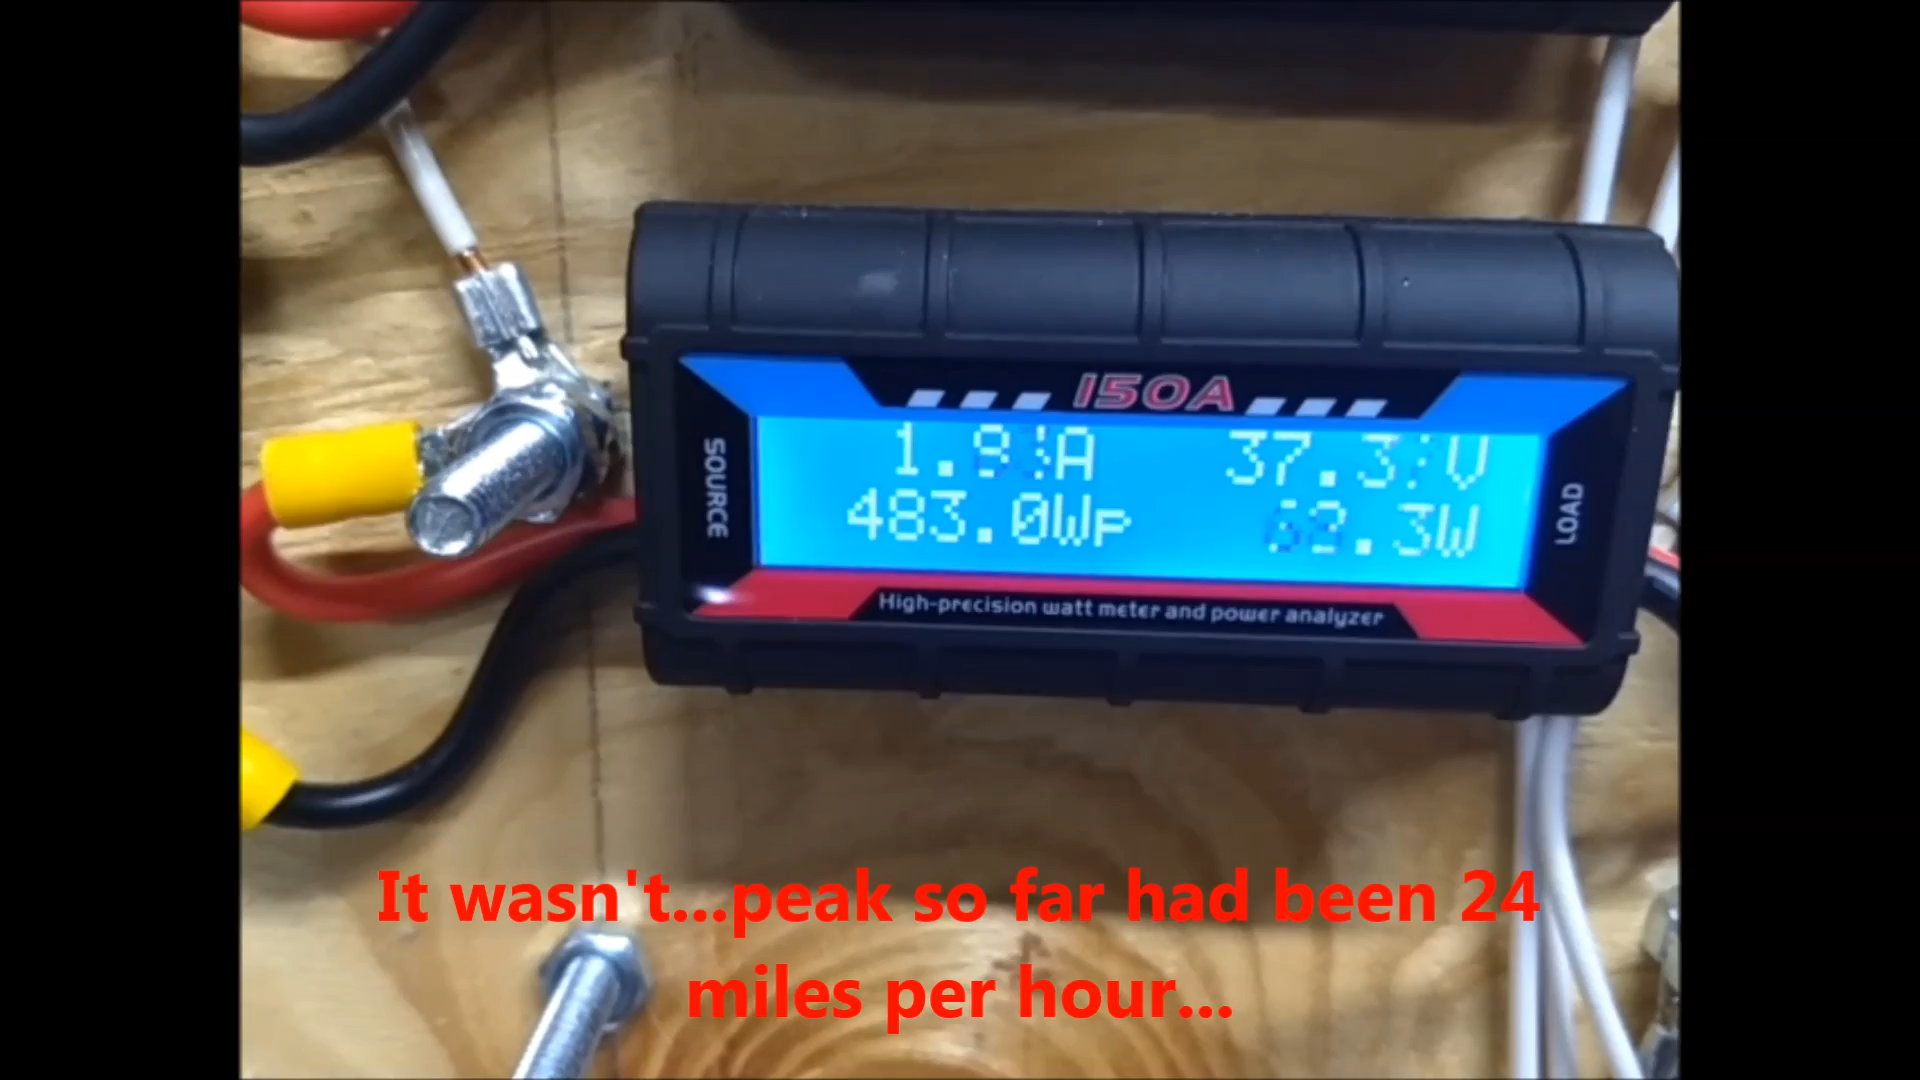 150A
SOURCE
483.0Wp
LOAD
High-precision watt meter and power analyzer
It wasn't...peak so far had been 24
miles per hour...